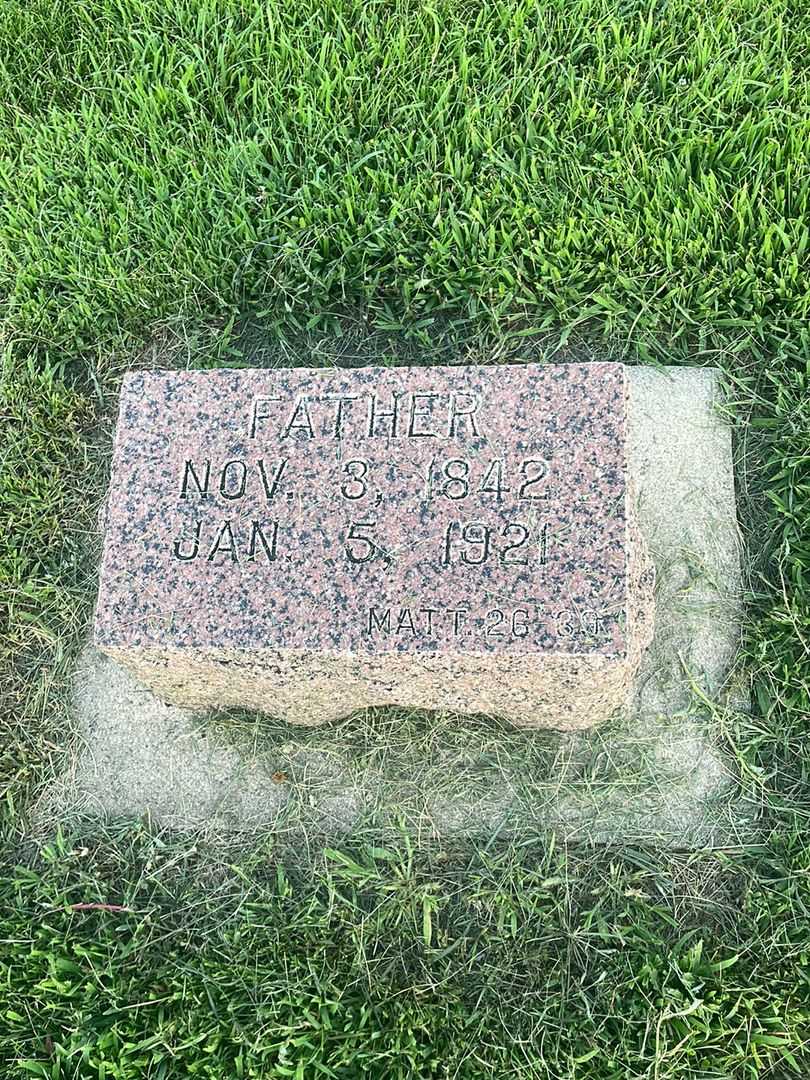 FATHER
NOV. 3, 1842
JAN. 5, 1921
MATT. 26-39